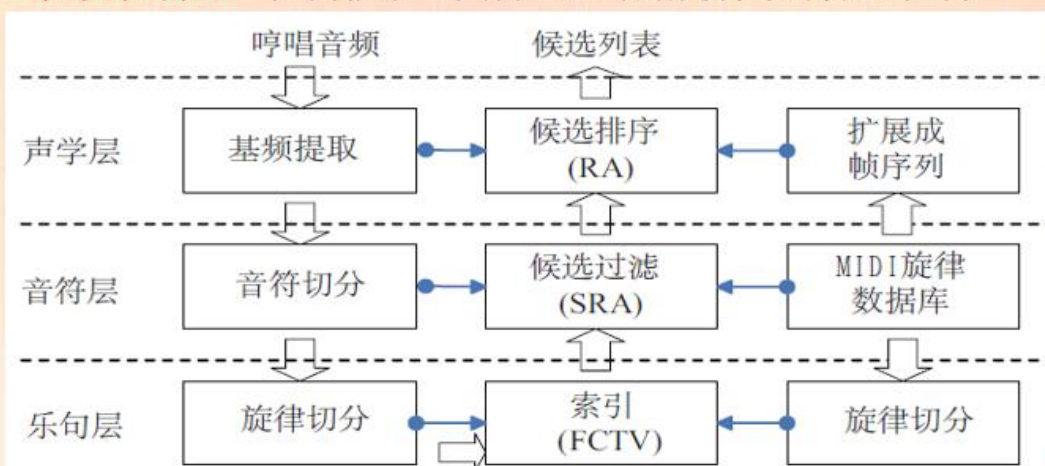 哼唱音频
候选列表
声学层
基频提取
候选排序
(RA)
扩展成
帧序列
音符层
音符切分
候选过滤
(SRA)
MIDI旋律
数据库
乐句层
旋律切分
索引
(FCTV)
旋律切分